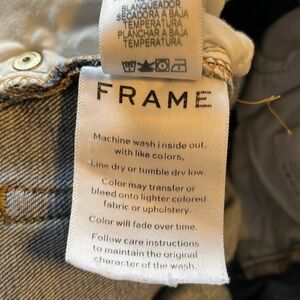 BLANQUEADOR
SECADORA A BAJA
TEMPERATURA
PLANCHAR A BAJA
TEMPERATURA
FRAME
Machine wash inside out,
with like colors.
Line dry or tumble dry low.
Color may transfer or
bleed onto lighter colored
fabric or upholstery.
Color will fade over time.
Follow care instructions
to maintain the original
character of the wash.